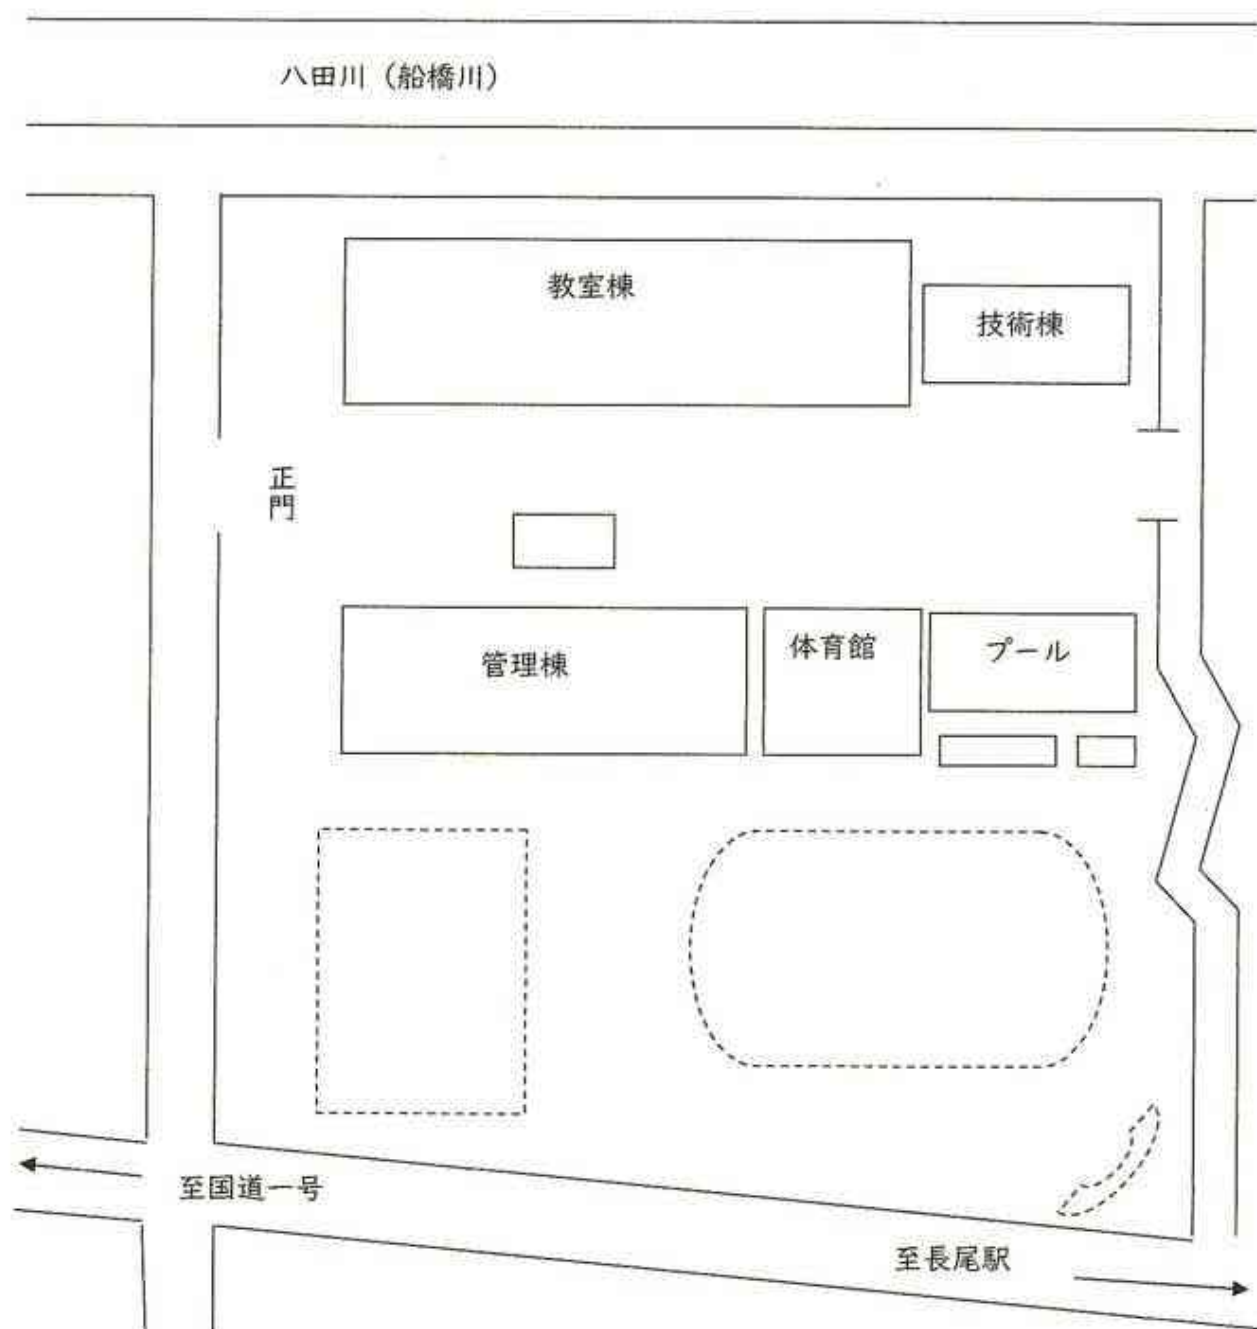 八田川（船橋川）
教室棟
技術棟
正門
管理棟
体育館
プール
至国道一号
至長尾駅